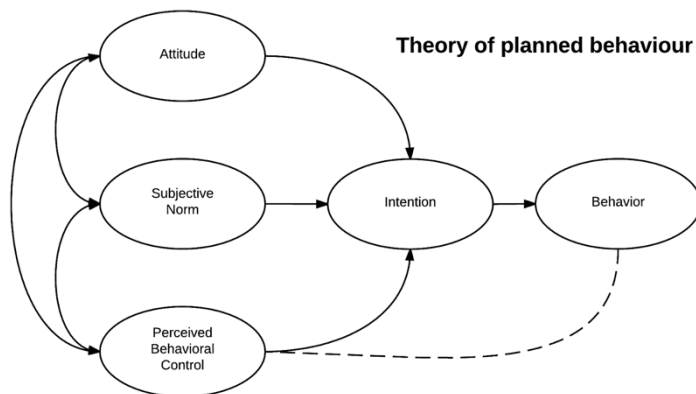 Theory of planned behaviour
Attitude
Subjective
Norm
Intention
Behavior
Perceived
Behavioral
Control